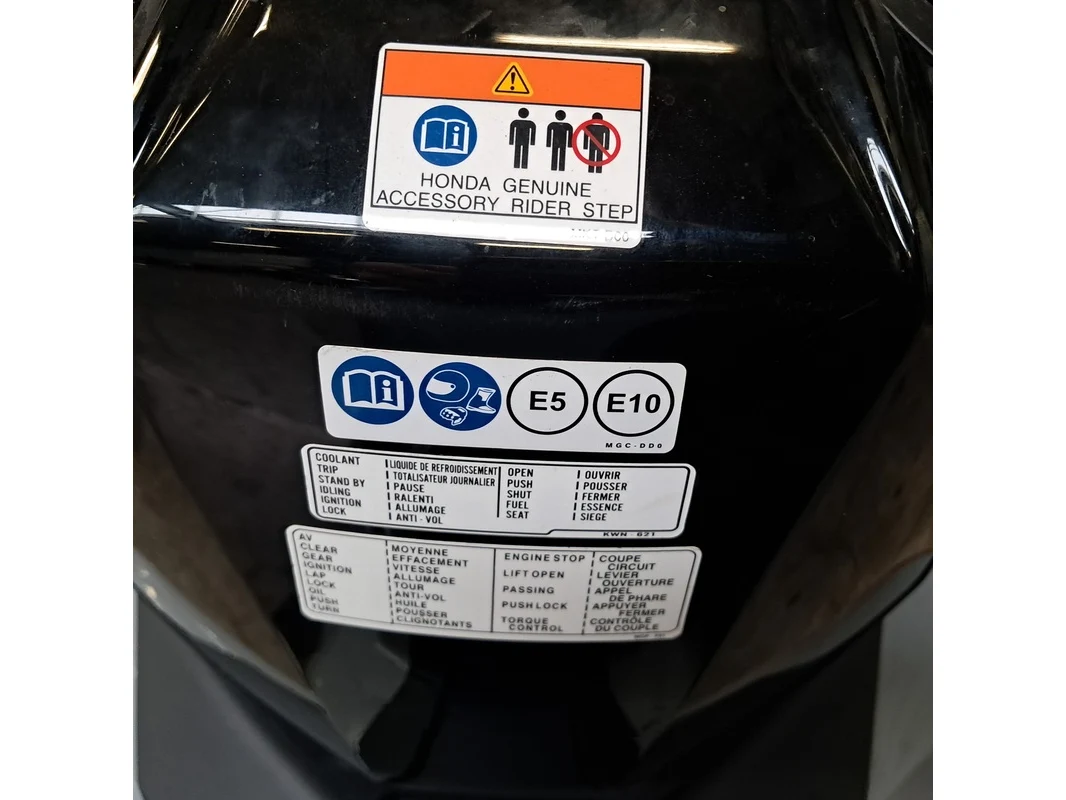 HONDA GENUINE
ACCESSORY RIDER STEP
E5 E10
MGC-DD0
COOLANT LIQUIDE DE REFROIDISSEMENT OPEN OUVRIR
TRIP TOTALISATEUR JOURNALIER PUSH POUSSER
STAND BY PAUSE SHUT FERMER
IDLING RALENTI FUEL ESSENCE
IGNITION ALLUMAGE SEAT SIEGE
LOCK ANTI-VOL
KWN-621
AV MOYENNE ENGINE STOP COUPE
CLEAR EFFACEMENT CIRCUIT
GEAR VITESSE LIFT OPEN LEVIER
IGNITION ALLUMAGE OUVERTURE
LAP TOUR PASSING APPEL
LOCK ANTI-VOL DE PHARE
OIL HUILE PUSH LOCK APPUYER
PUSH POUSSER FERMER
TURN CLIGNOTANTS TORQUE CONTRÔLE
CONTROL DU COUPLE